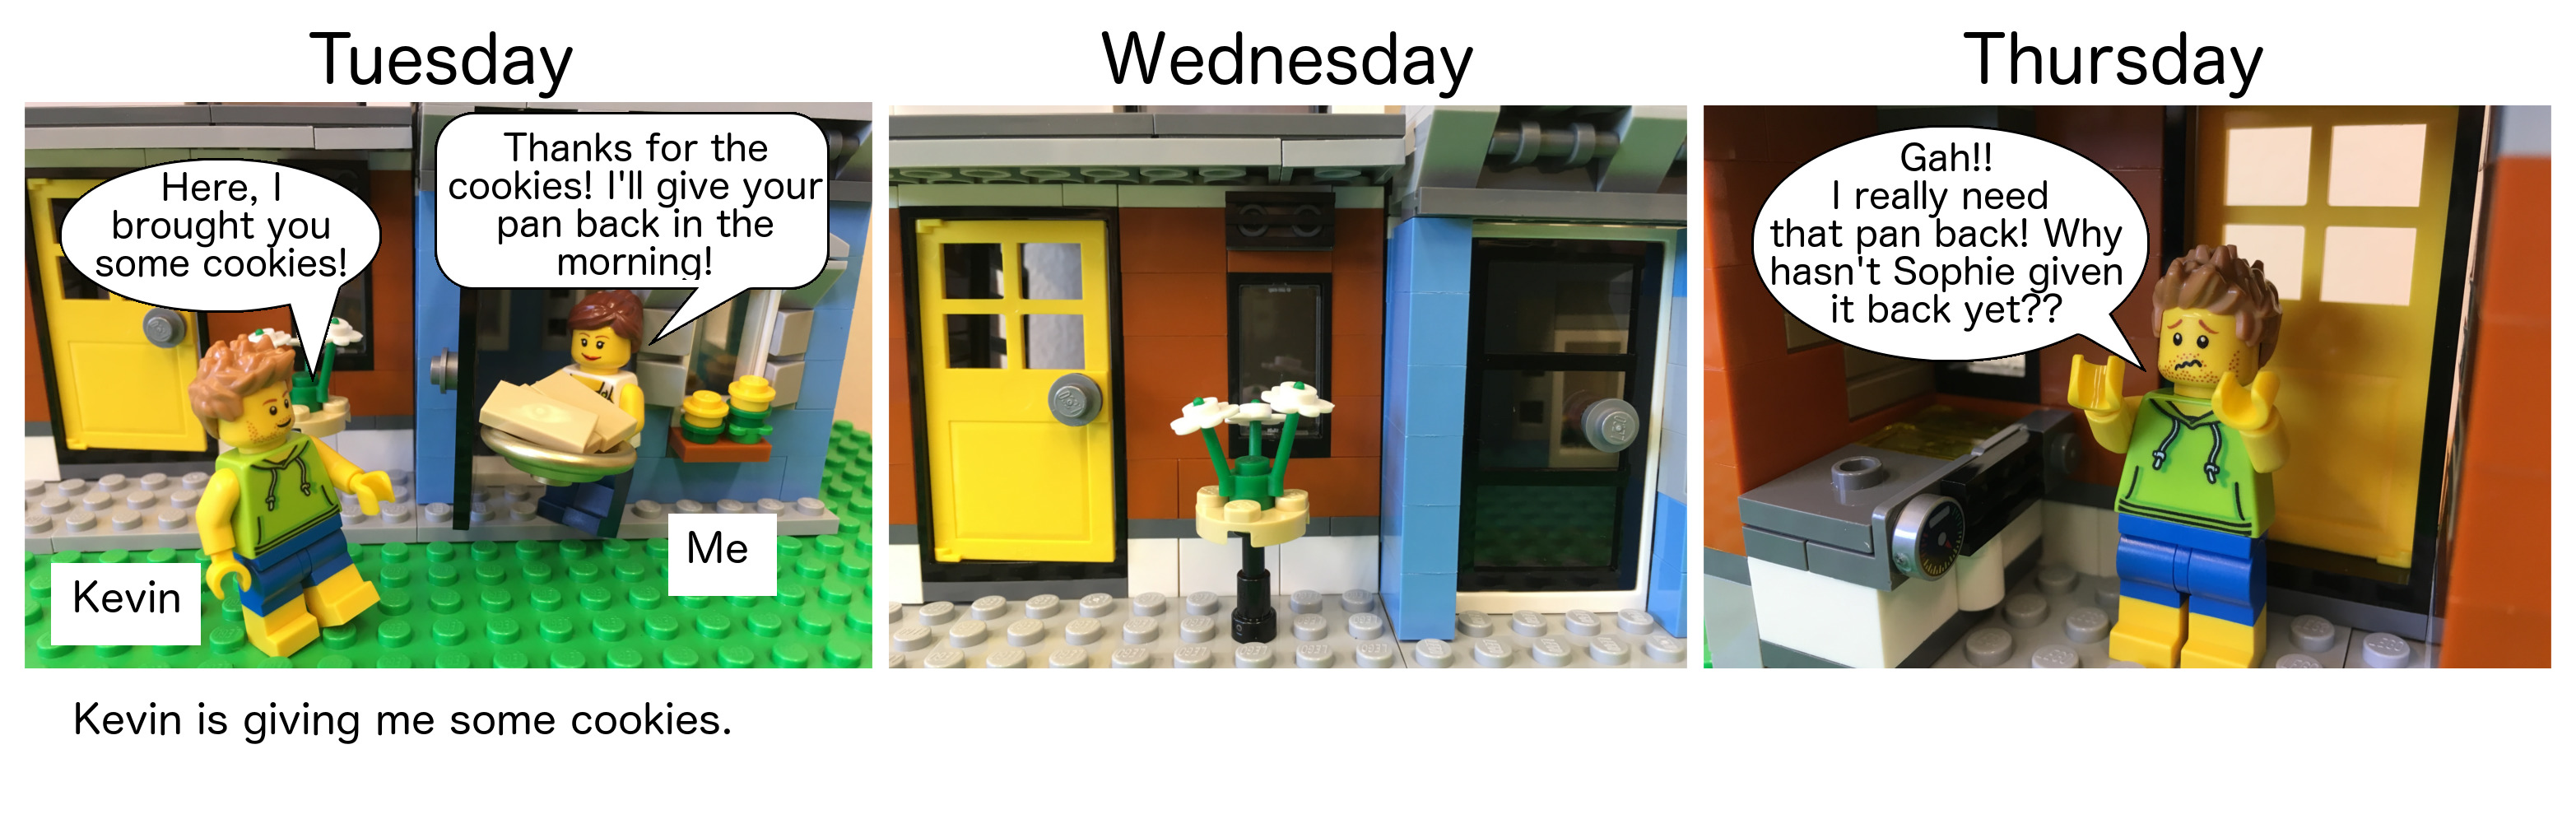 Tuesday
Wednesday
Thursday
Here, I
brought you
some cookies!
Thanks for the
cookies! I'll give your
pan back in the
morning!
Kevin
Me
Gah!!
I really need
that pan back! Why
hasn't Sophie given
it back yet??
Kevin is giving me some cookies.